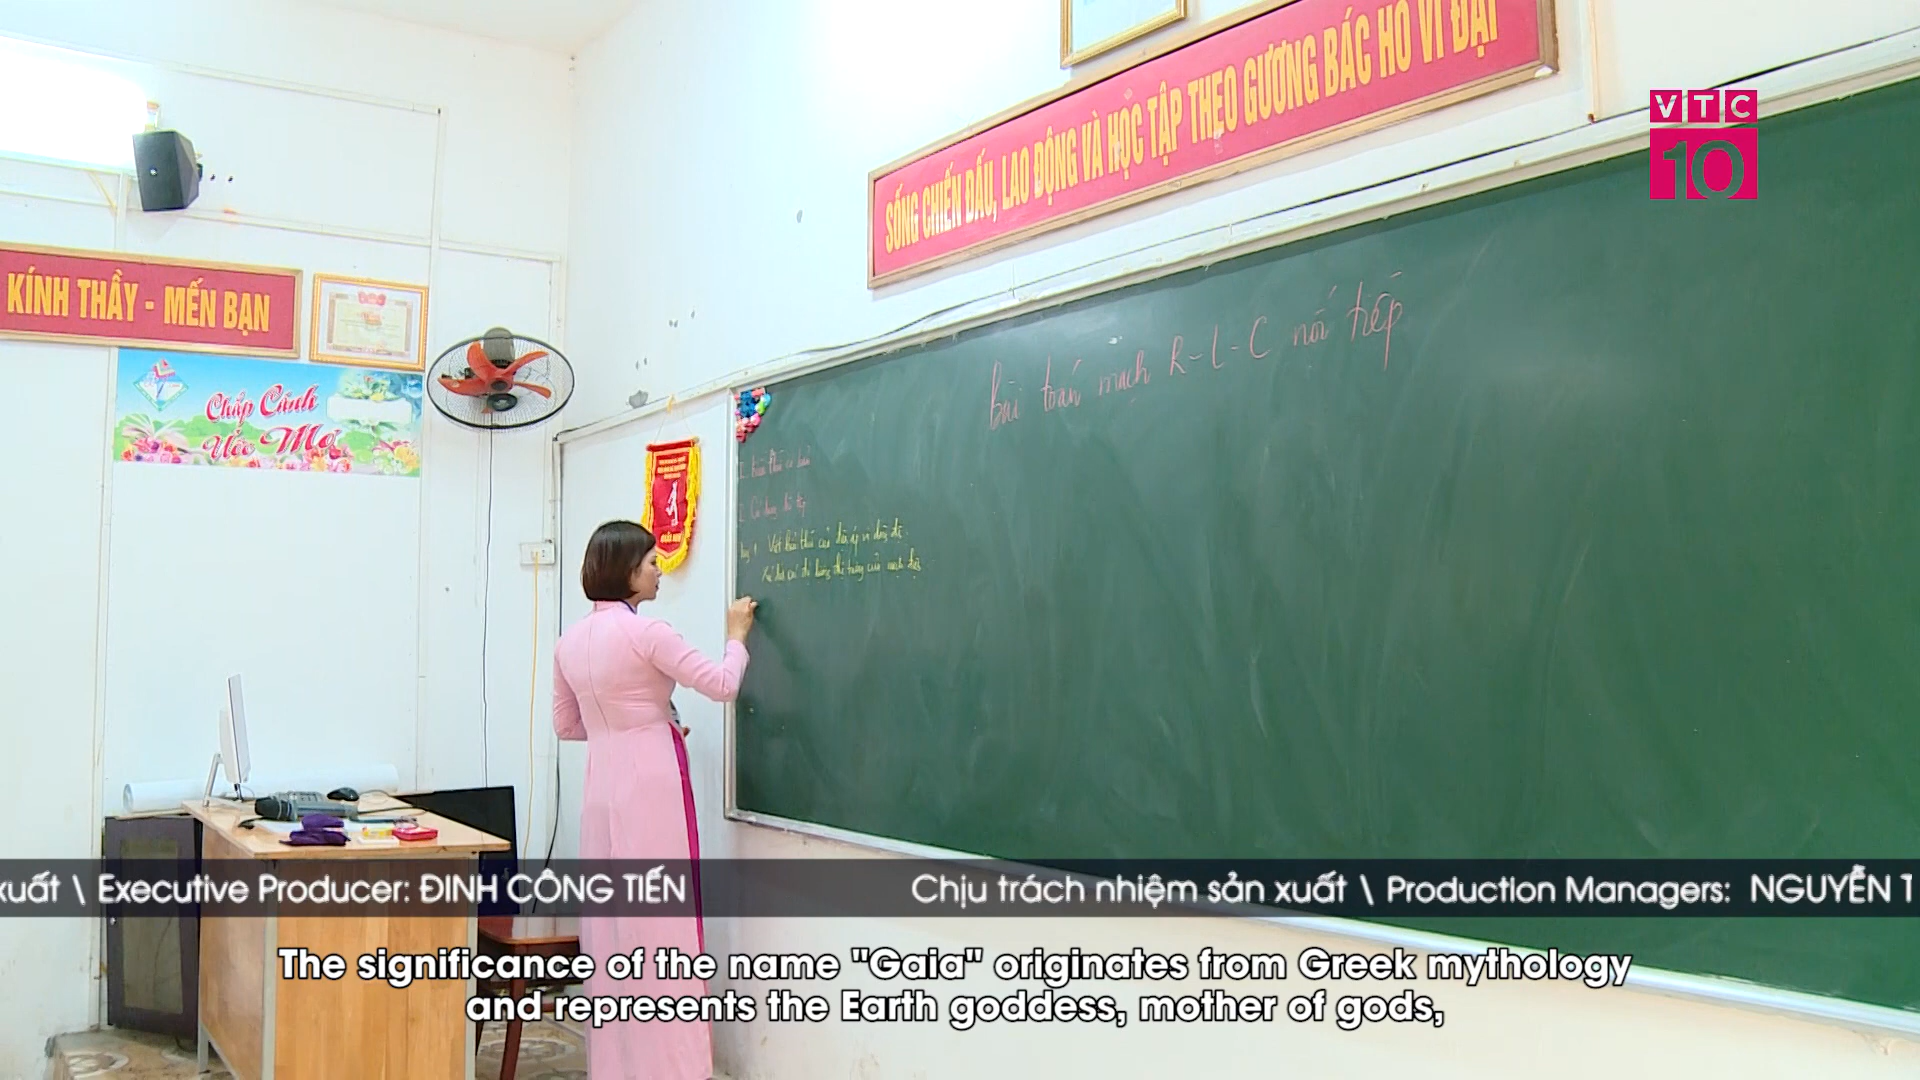 SỐNG CHIẾN ĐẤU, LAO ĐỘNG VÀ HỌC TẬP THEO GƯƠNG BÁC HỒ VĨ ĐẠI
VTC
10
KÍNH THẦY - MẾN BẠN
Chắp Cánh
Ước Mơ
bài toán mạch R-L-C nối tiếp
xuất \ Executive Producer: ĐINH CÔNG TIẾN
Chịu trách nhiệm sản xuất \ Production Managers: NGUYỄN T
The significance of the name "Gaia" originates from Greek mythology
and represents the Earth goddess, mother of gods,